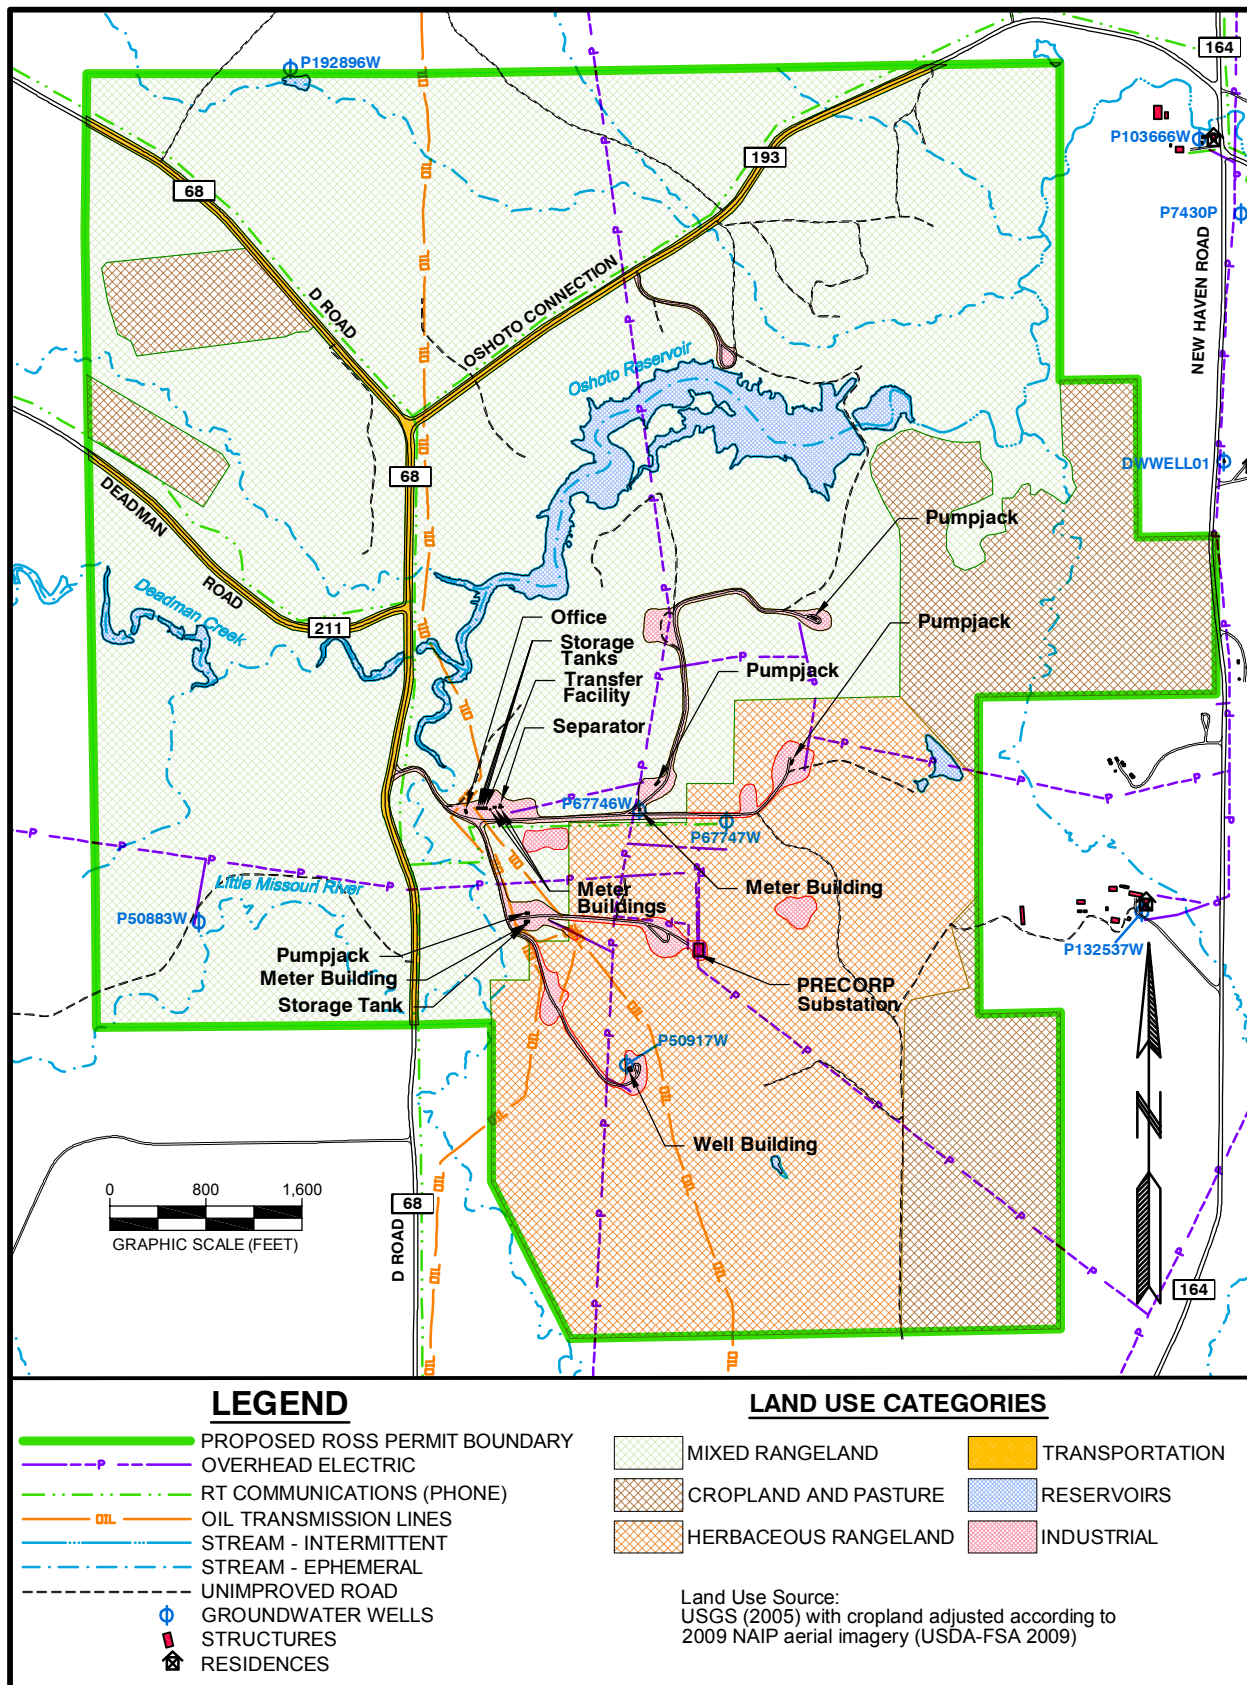 164
P192896W
P103666W
193
68
P7430P
NEW HAVEN ROAD
D ROAD
OSHOTO CONNECTION
Oshoto Reservoir
68
DWWELL01
DEADMAN
ROAD
Pumpjack
Deadman Creek
211
Office
Storage
Tanks
Transfer
Facility
Separator
Pumpjack
Pumpjack
P67746W
P67747W
Meter
Buildings
Meter Building
Little Missouri River
P50883W
Pumpjack
Meter Building
Storage Tank
PRECORP
Substation
P132537W
P50917W
Well Building
N
0 800 1,600
GRAPHIC SCALE (FEET)
68
D ROAD
164
P
OIL
LEGEND
PROPOSED ROSS PERMIT BOUNDARY
P OVERHEAD ELECTRIC
RT COMMUNICATIONS (PHONE)
OIL OIL TRANSMISSION LINES
STREAM - INTERMITTENT
STREAM - EPHEMERAL
UNIMPROVED ROAD
GROUNDWATER WELLS
STRUCTURES
RESIDENCES
LAND USE CATEGORIES
MIXED RANGELAND
TRANSPORTATION
CROPLAND AND PASTURE
RESERVOIRS
HERBACEOUS RANGELAND
INDUSTRIAL
Land Use Source:
USGS (2005) with cropland adjusted according to
2009 NAIP aerial imagery (USDA-FSA 2009)